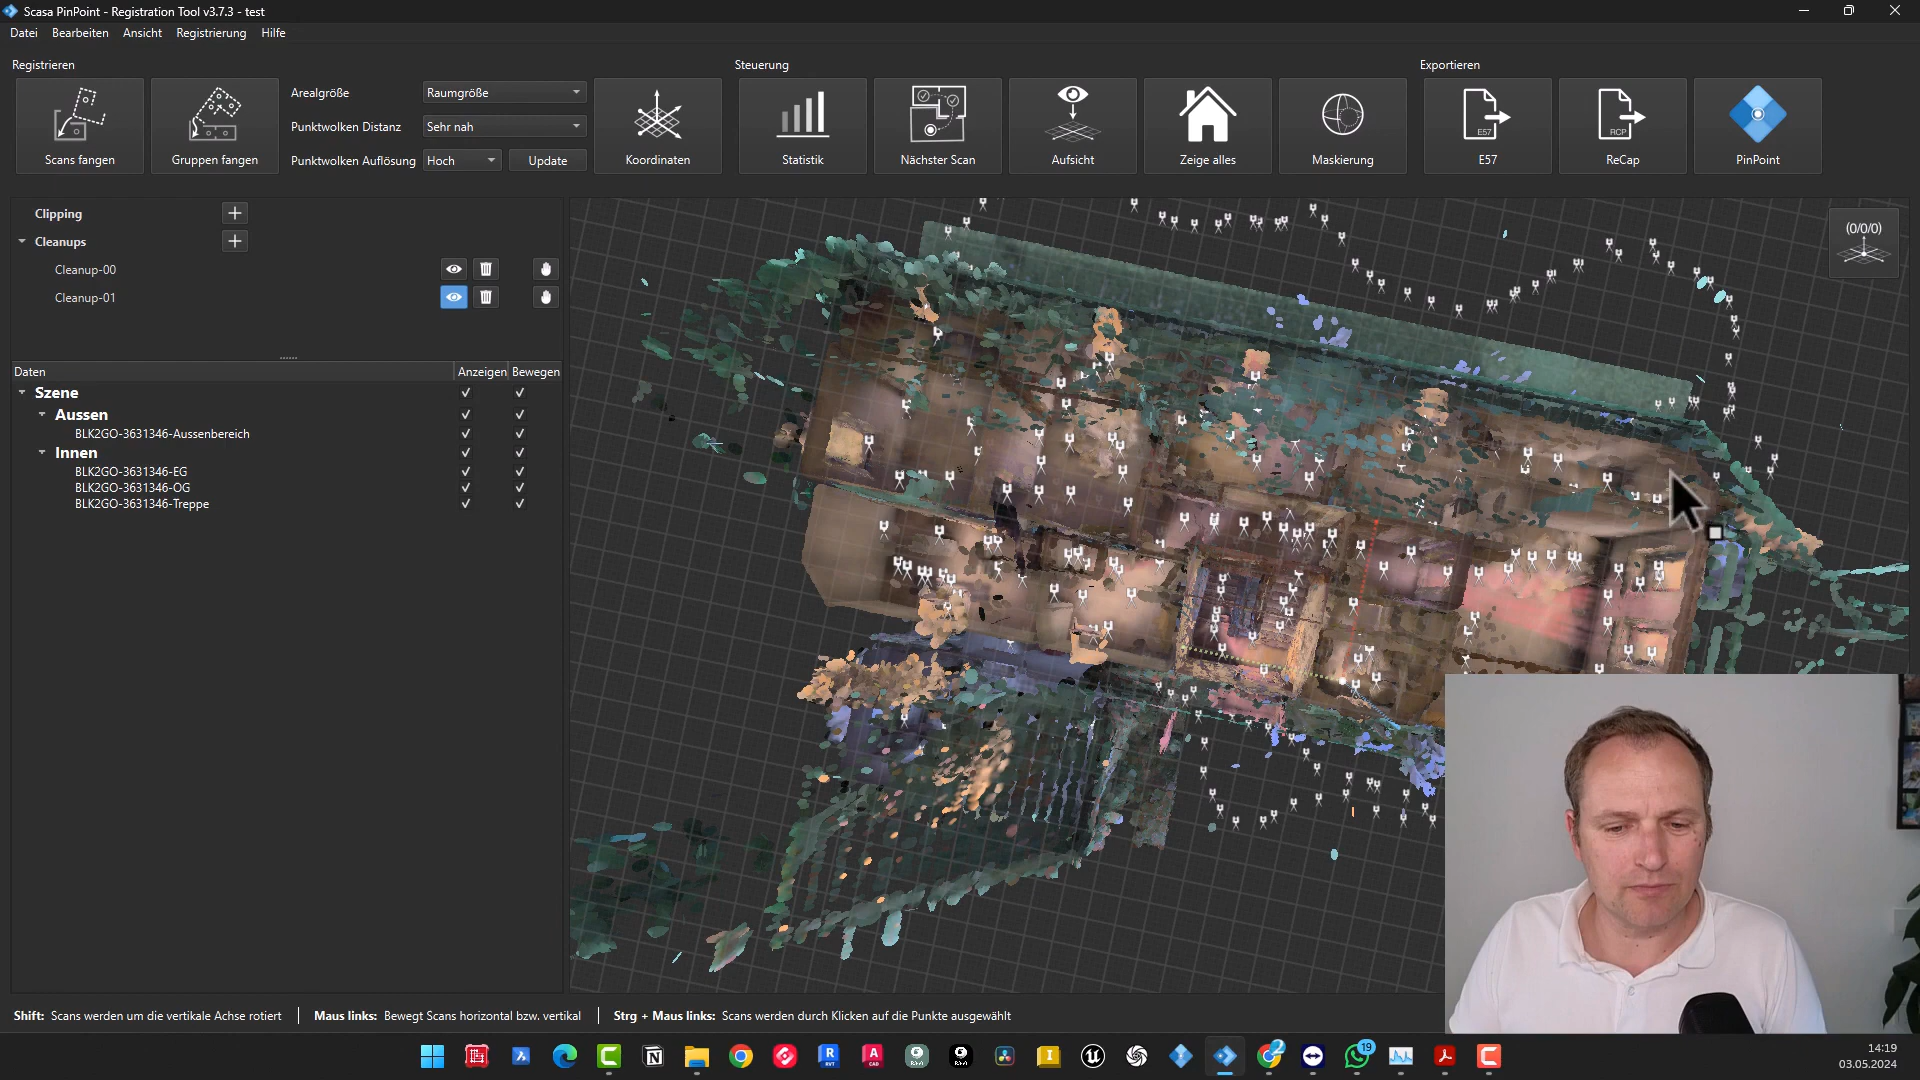 Scasa PinPoint - Registration Tool v3.7.3 - test
Datei Bearbeiten Ansicht Registrierung Hilfe
Registrieren
Steuerung
Exportieren
Scans fangen
Gruppen fangen
Arealgröße Raumgröße
Punktwolken Distanz Sehr nah
Punktwolken Auflösung Hoch Update
Koordinaten
Statistik
Nächster Scan
Aufsicht
Zeige alles
Maskierung
E57
E57
RCP
ReCap
PinPoint
Clipping
Cleanups
Cleanup-00
Cleanup-01
(0/0/0)
Daten Anzeigen Bewegen
Szene
Aussen
BLK2GO-3631346-Aussenbereich
Innen
BLK2GO-3631346-EG
BLK2GO-3631346-OG
BLK2GO-3631346-Treppe
Shift: Scans werden um die vertikale Achse rotiert Maus links: Bewegt Scans horizontal bzw. vertikal Strg + Maus links: Scans werden durch Klicken auf die Punkte ausgewählt
19
2
14:19
03.05.2024